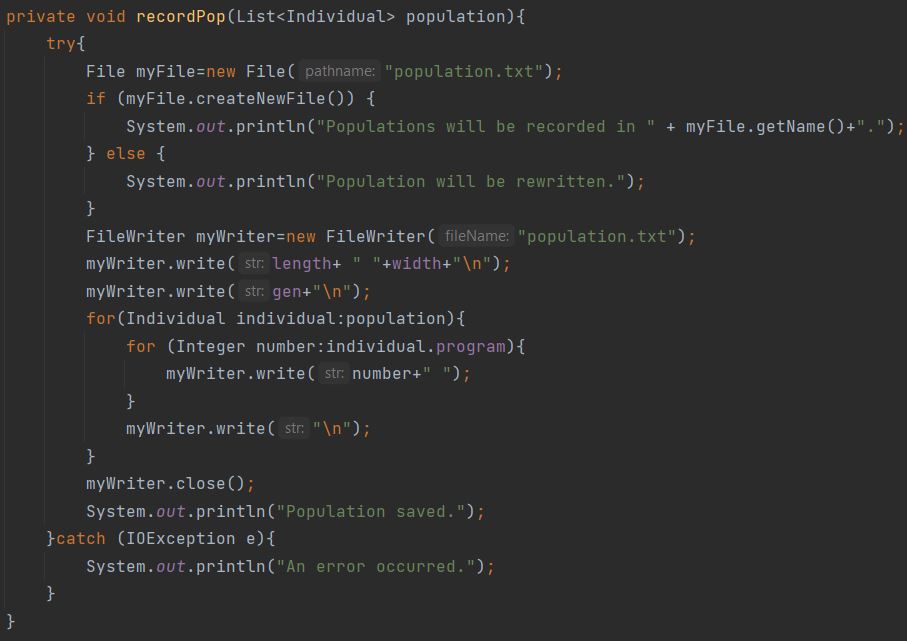 private void recordPop(List<Individual> population){
    try{
        File myFile=new File( pathname: "population.txt");
        if (myFile.createNewFile()) {
            System.out.println("Populations will be recorded in " + myFile.getName()+".");
        } else {
            System.out.println("Population will be rewritten.");
        }
        FileWriter myWriter=new FileWriter( fileName: "population.txt");
        myWriter.write( str: length+ " "+width+"\n");
        myWriter.write( str: gen+"\n");
        for(Individual individual:population){
            for (Integer number:individual.program){
                myWriter.write( str: number+" ");
            }
            myWriter.write( str: "\n");
        }
        myWriter.close();
        System.out.println("Population saved.");
    }catch (IOException e){
        System.out.println("An error occurred.");
    }
}